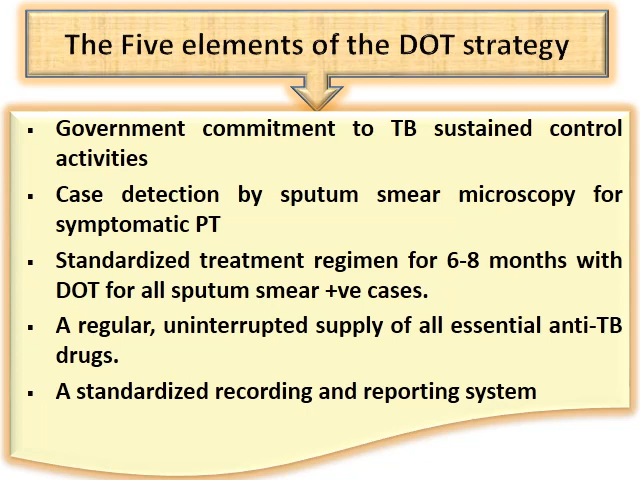 The Five elements of the DOT strategy
▪ Government commitment to TB sustained control
activities
▪ Case detection by sputum smear microscopy for
symptomatic PT
▪ Standardized treatment regimen for 6-8 months with
DOT for all sputum smear +ve cases.
▪ A regular, uninterrupted supply of all essential anti-TB
drugs.
▪ A standardized recording and reporting system